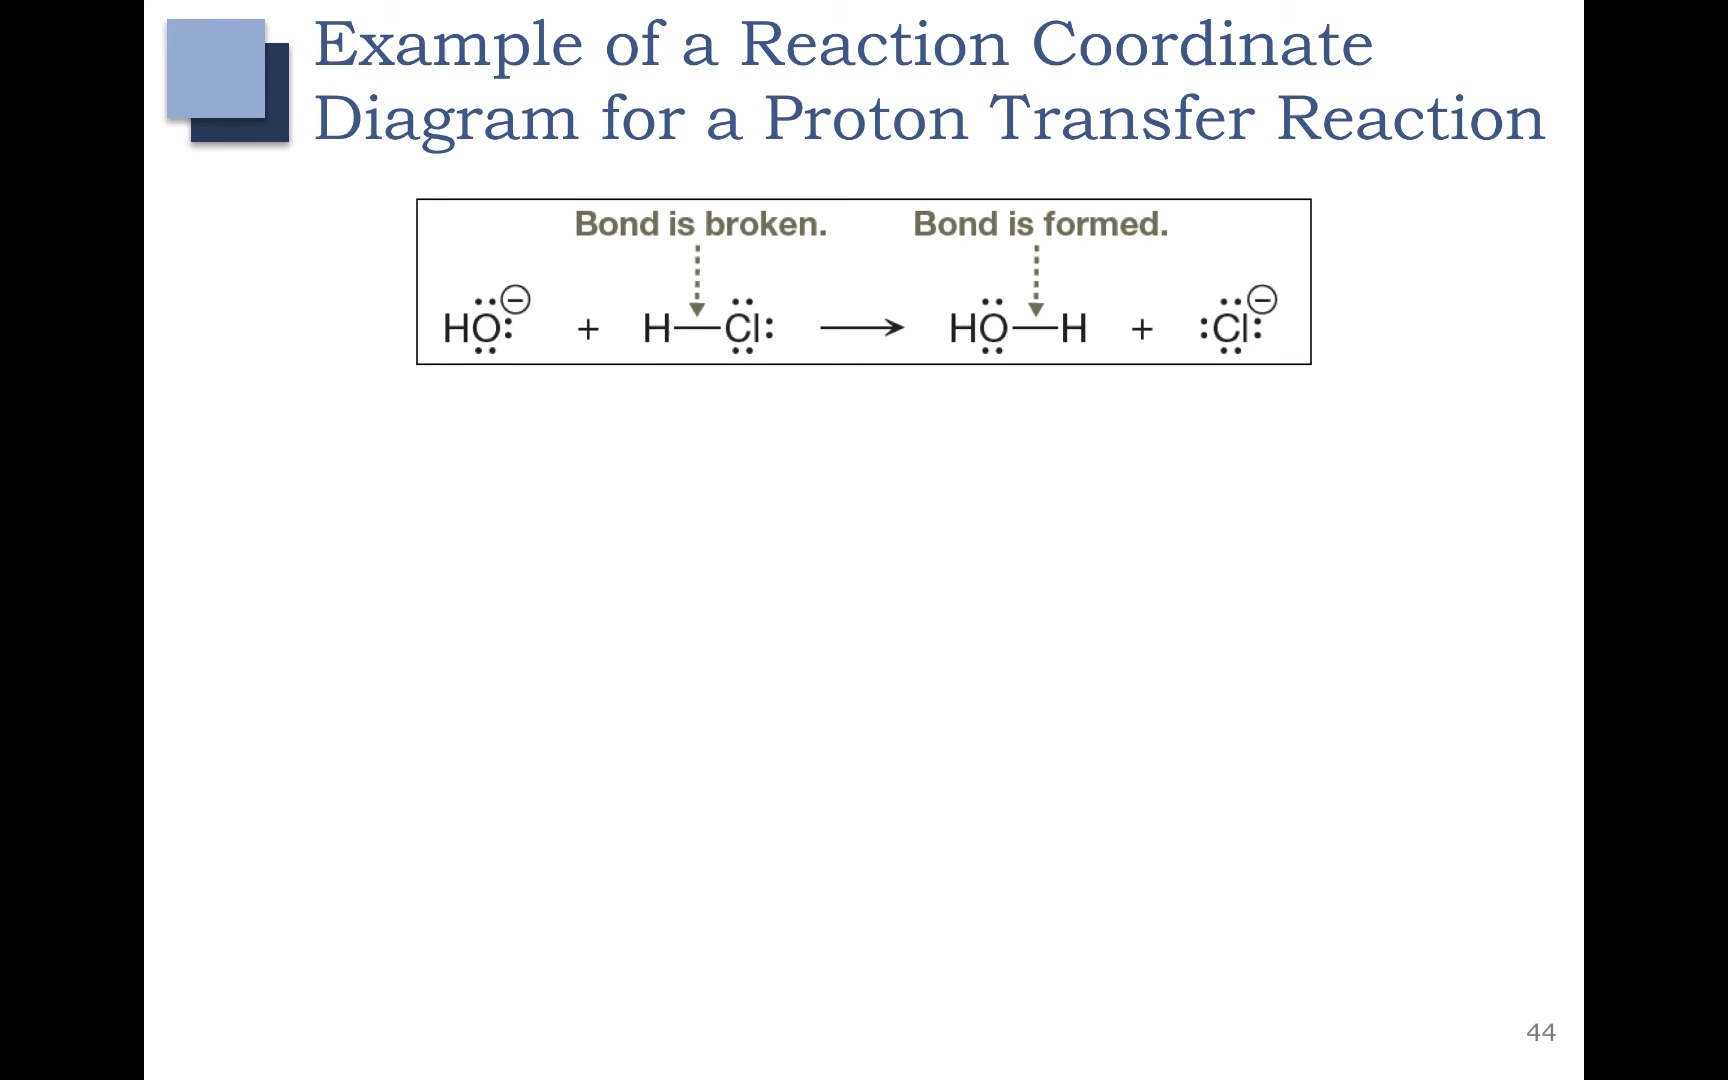 Example of a Reaction Coordinate
Diagram for a Proton Transfer Reaction
Bond is broken. Bond is formed.
HO:⊖ + H—Cl: ⟶ HO—H + :Cl:⊖
44